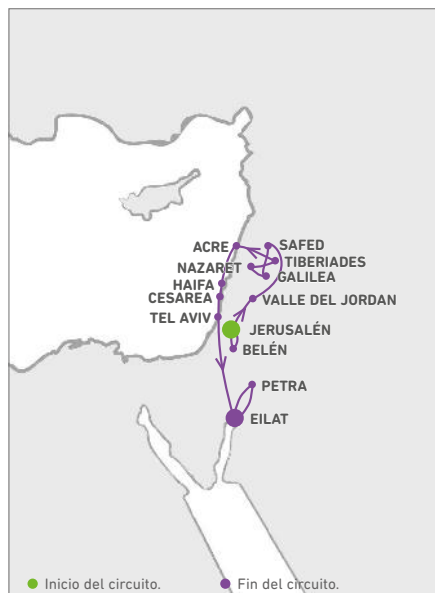 ACRE
SAFED
TIBERIADES
NAZARET
GALILEA
HAIFA
CESAREA
VALLE DEL JORDAN
TEL AVIV
JERUSALÉN
BELÉN
PETRA
EILAT
Inicio del circuito.
Fin del circuito.